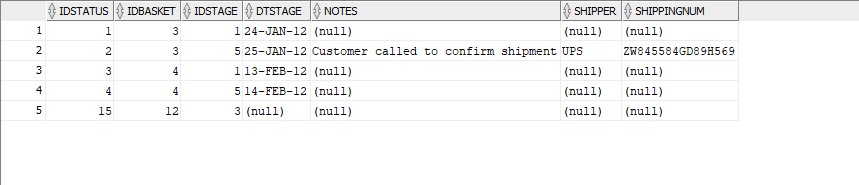 IDSTATUS IDBASKET IDSTAGE DTSTAGE NOTES SHIPPER SHIPPINGNUM
1 1 3 1 24-JAN-12 (null) (null) (null)
2 2 3 5 25-JAN-12 Customer called to confirm shipment UPS ZW845584GD89H569
3 3 4 1 13-FEB-12 (null) (null) (null)
4 4 4 5 14-FEB-12 (null) (null) (null)
5 15 12 3 (null) (null) (null) (null)